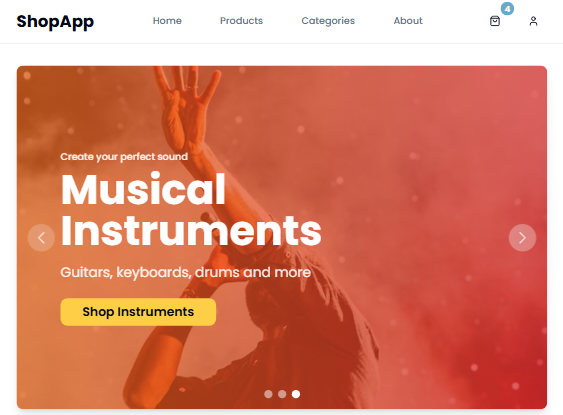 ShopApp Home Products Categories About 4
Create your perfect sound
Musical
Instruments
Guitars, keyboards, drums and more
Shop Instruments